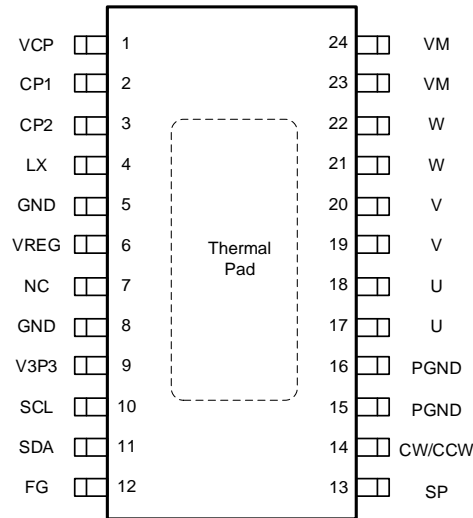 VCP 1 24 VM
CP1 2 23 VM
CP2 3 22 W
LX 4 21 W
GND 5 20 V
VREG 6 19 V
Thermal
Pad
NC 7 18 U
GND 8 17 U
V3P3 9 16 PGND
SCL 10 15 PGND
SDA 11 14 CW/CCW
FG 12 13 SP